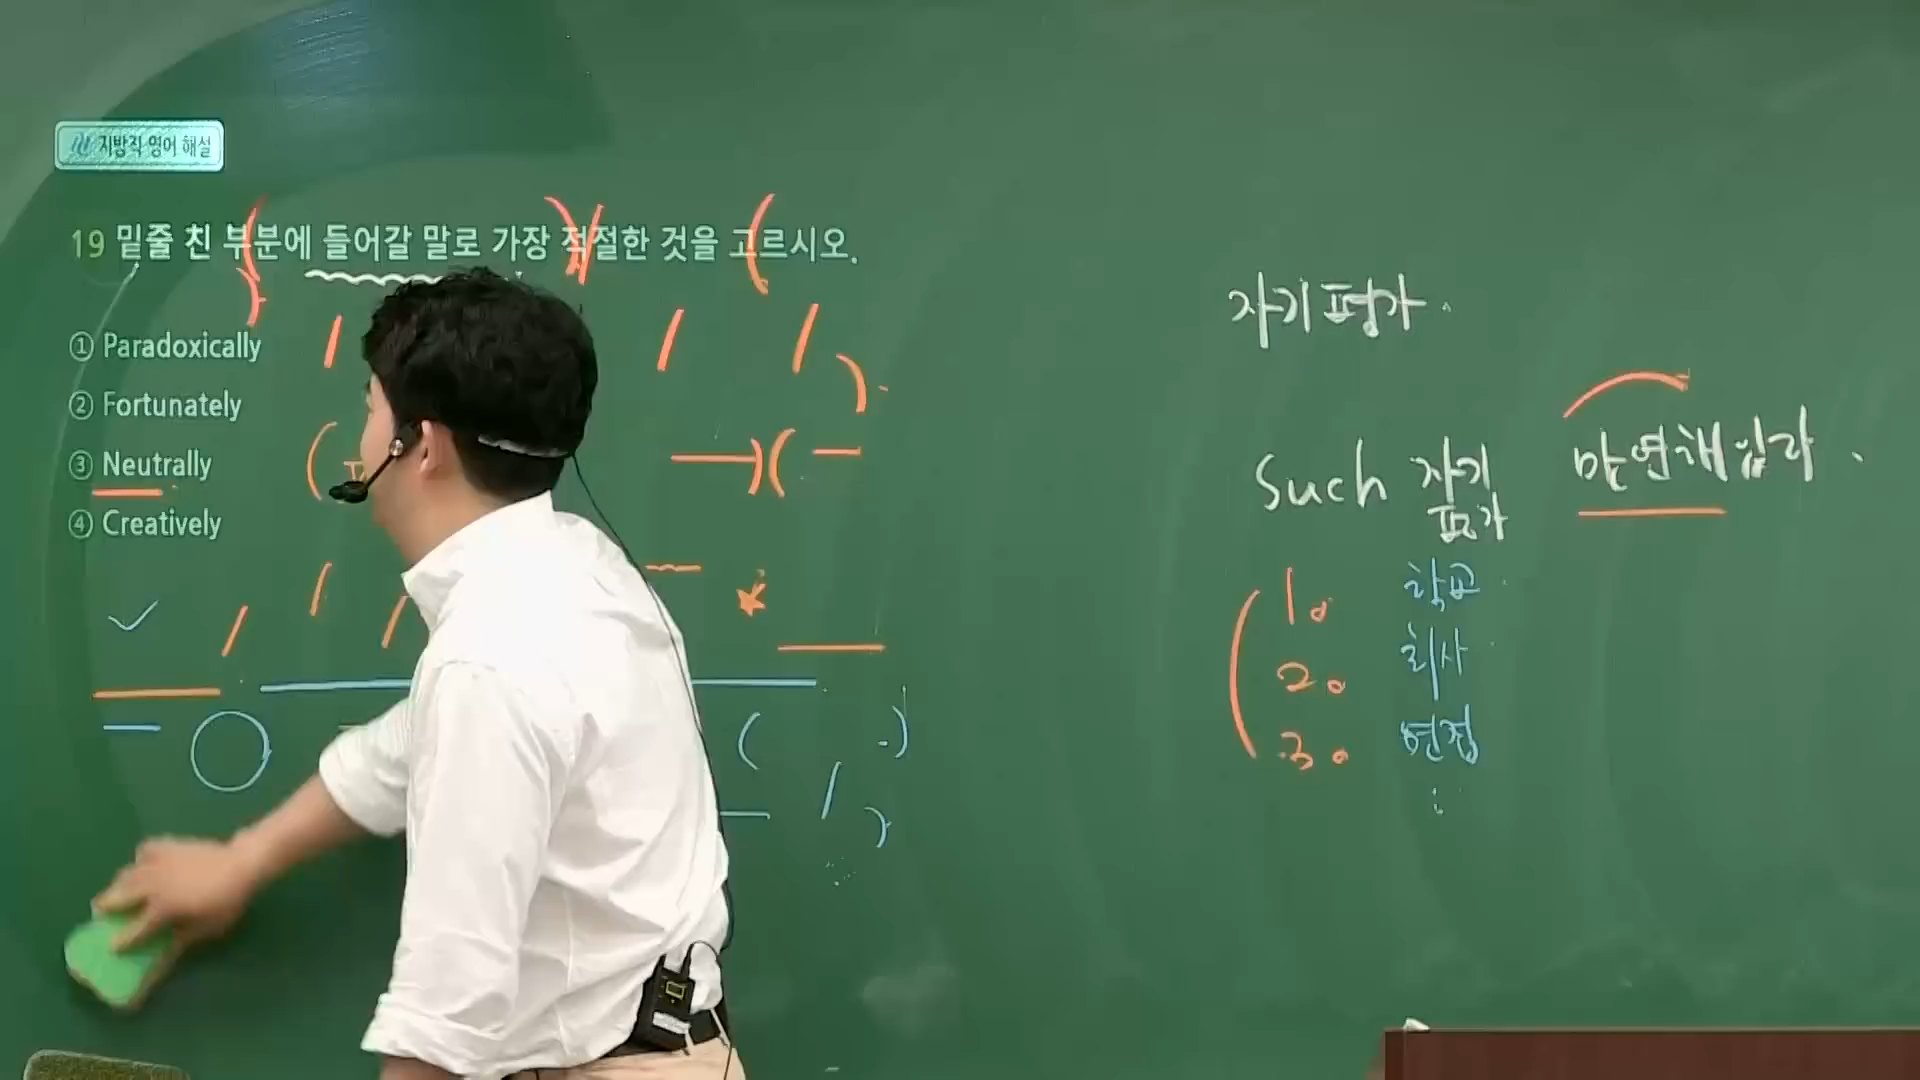 지방직 영어 해설
19 밑줄 친 부분에 들어갈 말로 가장 적절한 것을 고르시오.
① Paradoxically
② Fortunately
③ Neutrally
④ Creatively
자기평가.
Such 자기평가 만연해있다.
1. 학교
2. 회사
3. 면접